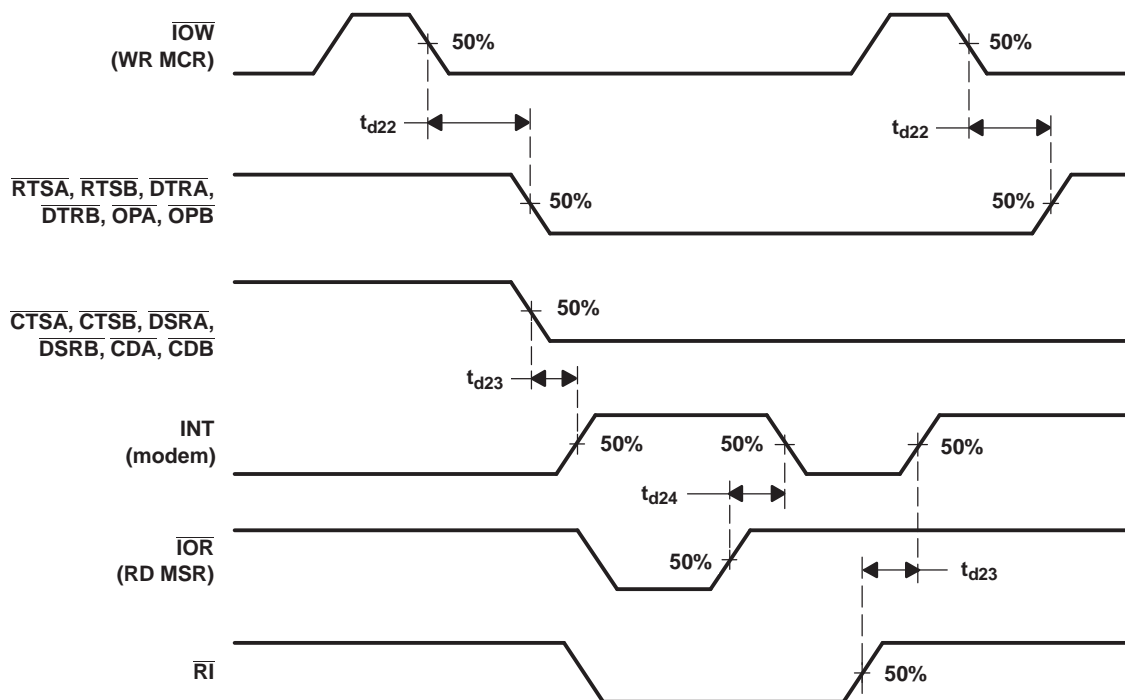 IOW
(WR MCR)
50%
50%
td22
td22
RTSA, RTSB, DTRA,
DTRB, OPA, OPB
50%
50%
CTSA, CTSB, DSRA,
DSRB, CDA, CDB
50%
td23
INT
(modem)
50%
50%
50%
td24
IOR
(RD MSR)
50%
td23
RI
50%